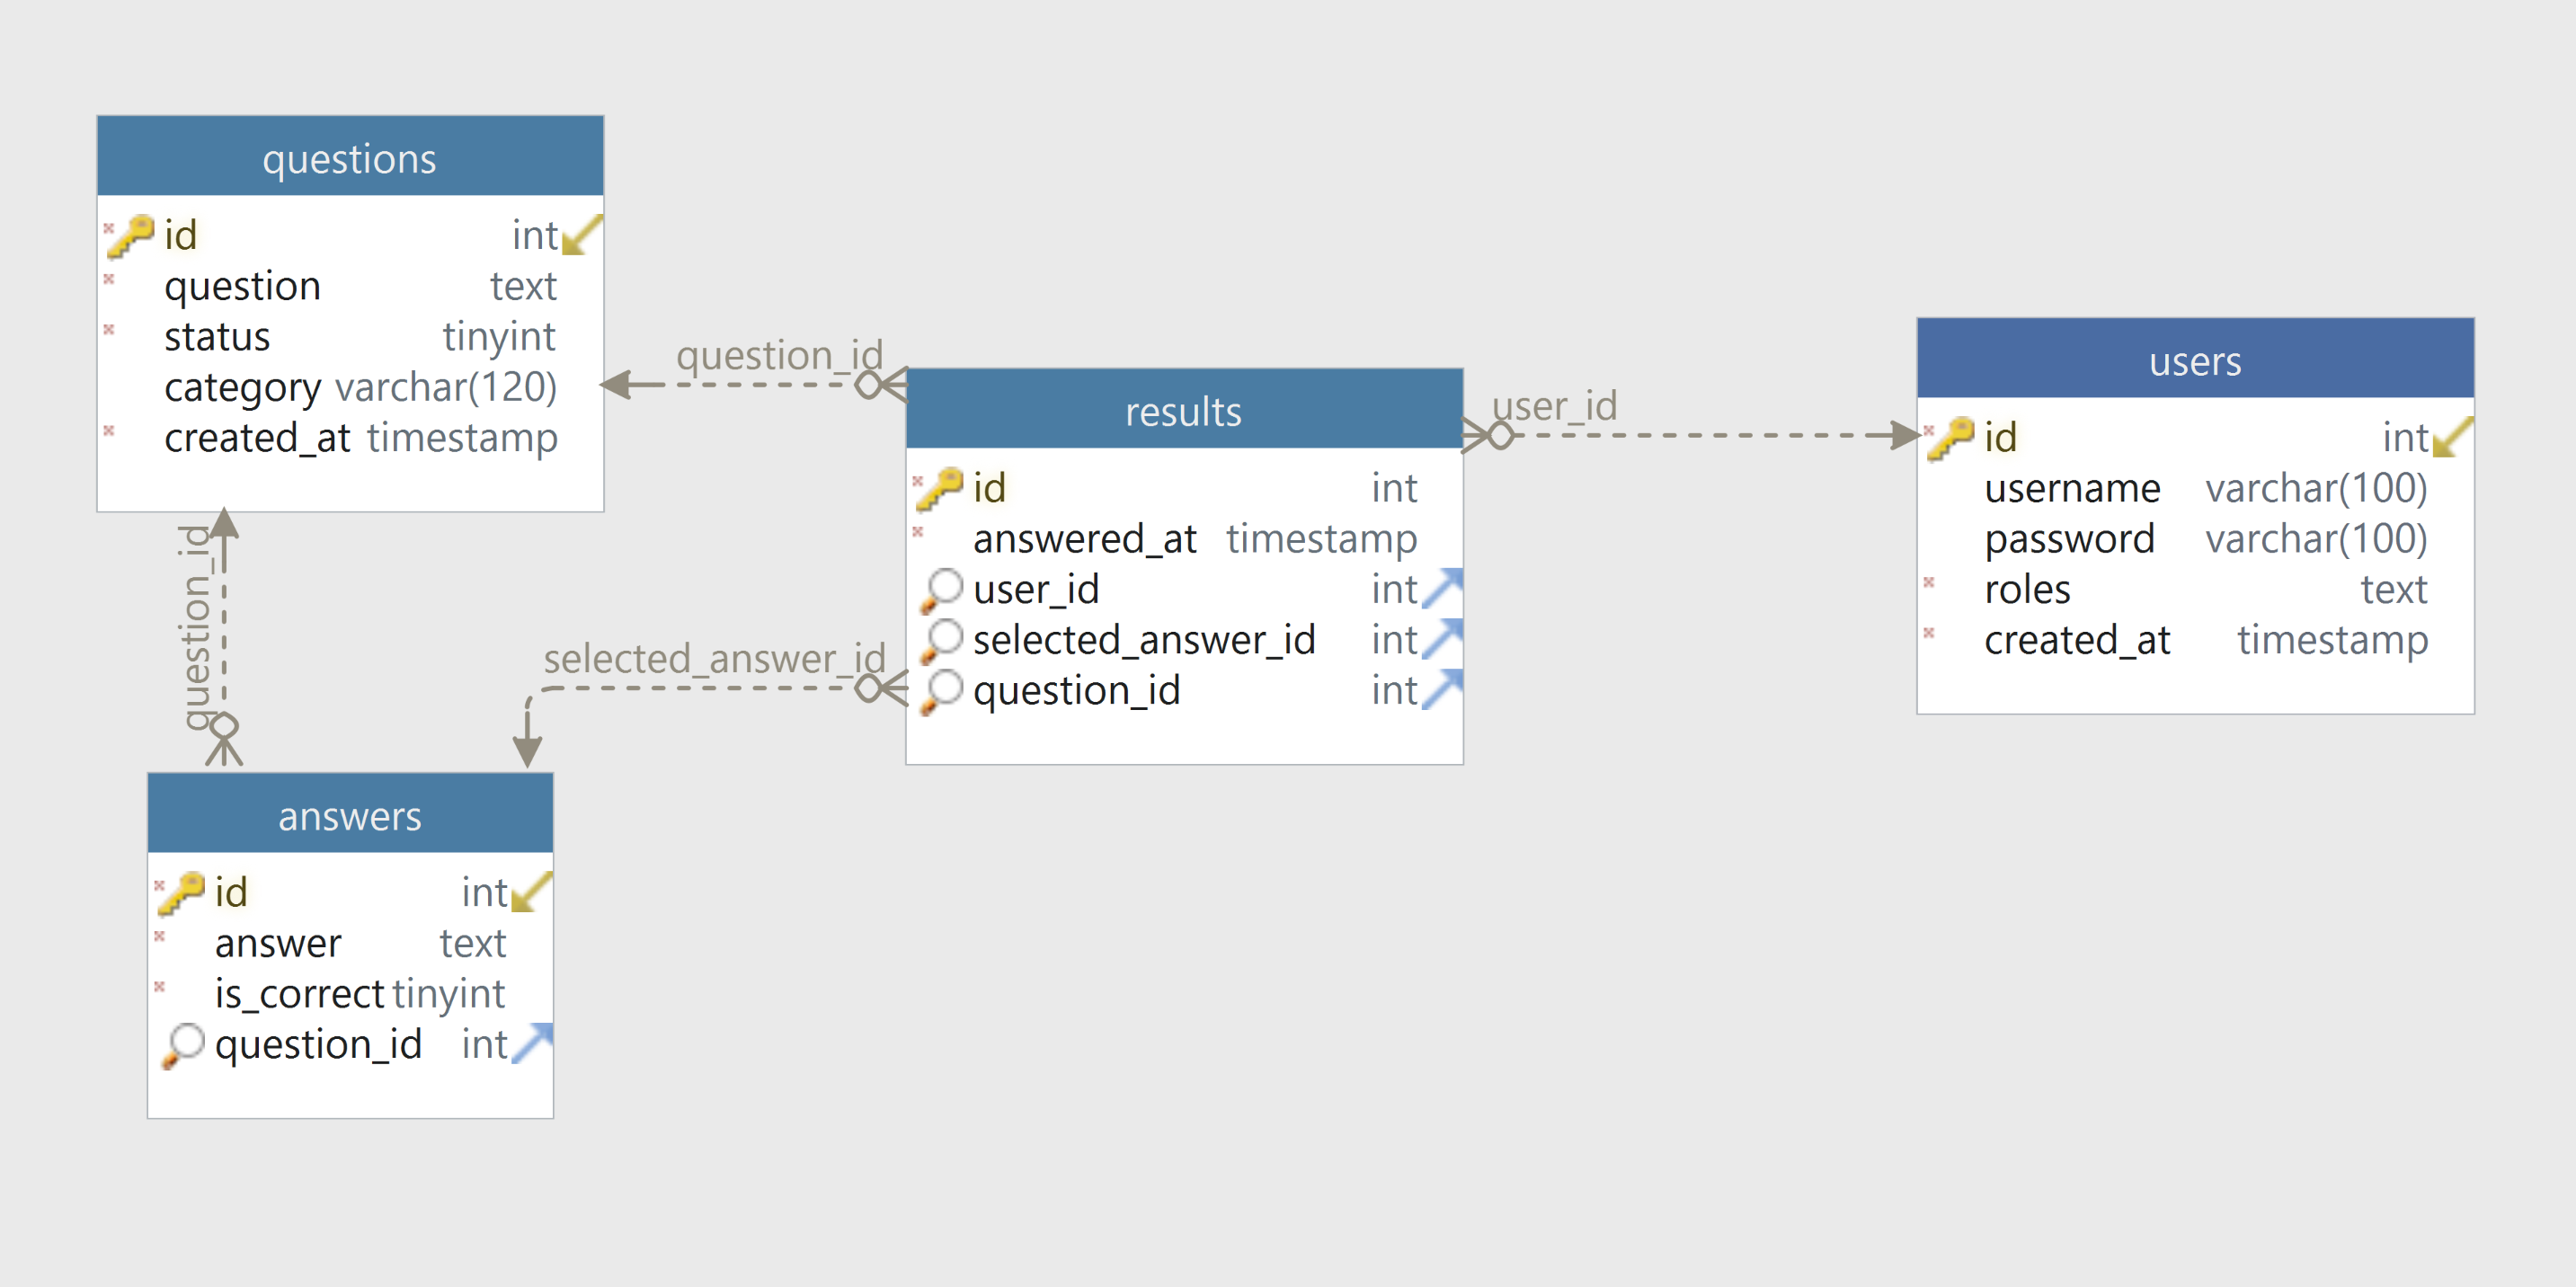 questions
id int
question text
status tinyint
category varchar(120)
created_at timestamp
question_id
question_id
results
id int
answered_at timestamp
user_id int
selected_answer_id int
question_id int
user_id
users
id int
username varchar(100)
password varchar(100)
roles text
created_at timestamp
selected_answer_id
answers
id int
answer text
is_correct tinyint
question_id int